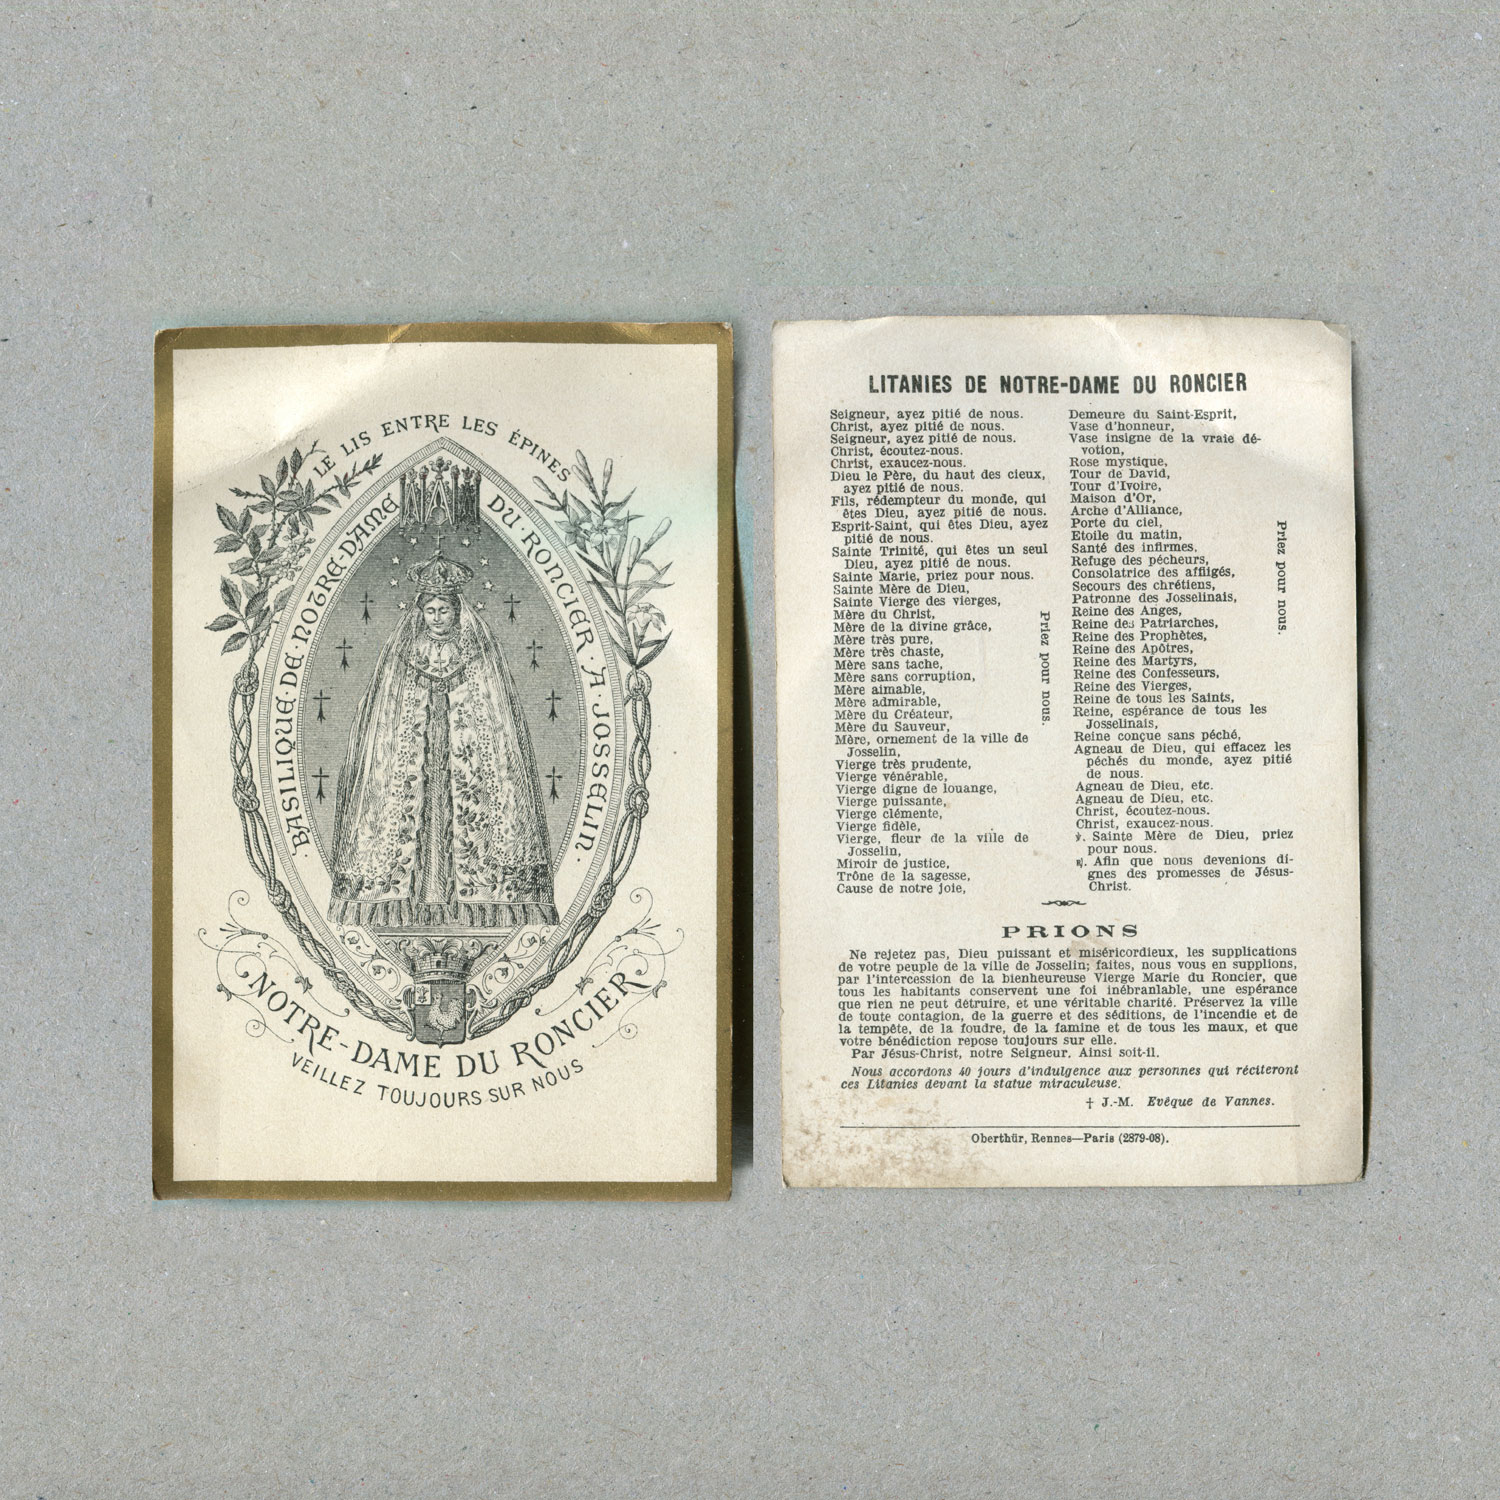 LE LIS ENTRE LES ÉPINES
BASILIQUE · DE · NOTRE · DAME DU · RONCIER · A · JOSSELIN ·
NOTRE-DAME DU RONCIER
VEILLEZ TOUJOURS SUR NOUS
LITANIES DE NOTRE-DAME DU RONCIER
Seigneur, ayez pitié de nous.
Christ, ayez pitié de nous.
Seigneur, ayez pitié de nous.
Christ, écoutez-nous.
Christ, exaucez-nous.
Dieu le Père, du haut des cieux,
ayez pitié de nous.
Fils, rédempteur du monde, qui
êtes Dieu, ayez pitié de nous.
Esprit-Saint, qui êtes Dieu, ayez
pitié de nous.
Sainte Trinité, qui êtes un seul
Dieu, ayez pitié de nous.
Sainte Marie, priez pour nous.
Sainte Mère de Dieu,
Sainte Vierge des vierges,
Mère du Christ,
Mère de la divine grâce,
Mère très pure,
Mère très chaste,
Mère sans tache,
Mère sans corruption,
Mère aimable,
Mère admirable,
Mère du Créateur,
Mère du Sauveur,
Mère, ornement de la ville de
Josselin,
Vierge très prudente,
Vierge vénérable,
Vierge digne de louange,
Vierge puissante,
Vierge clémente,
Vierge fidèle,
Vierge, fleur de la ville de
Josselin,
Miroir de justice,
Trône de la sagesse,
Cause de notre joie,
Priez pour nous.
Demeure du Saint-Esprit,
Vase d'honneur,
Vase insigne de la vraie dé-
votion,
Rose mystique,
Tour de David,
Tour d'Ivoire,
Maison d'Or,
Arche d'Alliance,
Porte du ciel,
Etoile du matin,
Santé des infirmes.
Refuge des pécheurs,
Consolatrice des affligés,
Secours des chrétiens,
Patronne des Josselinais,
Reine des Anges,
Reine des Patriarches,
Reine des Prophètes,
Reine des Apôtres,
Reine des Martyrs,
Reine des Confesseurs,
Reine des Vierges,
Reine de tous les Saints,
Reine, espérance de tous les
Josselinais,
Reine conçue sans péché,
Agneau de Dieu, qui effacez les
péchés du monde, ayez pitié
de nous.
Agneau de Dieu, etc.
Agneau de Dieu, etc.
Christ, écoutez-nous.
Christ, exaucez-nous.
℣. Sainte Mère de Dieu, priez
pour nous.
℟. Afin que nous devenions di-
gnes des promesses de Jésus-
Christ.
Priez pour nous.
PRIONS
Ne rejetez pas, Dieu puissant et miséricordieux, les supplications
de votre peuple de la ville de Josselin; faites, nous vous en supplions,
par l'intercession de la bienheureuse Vierge Marie du Roncier, que
tous les habitants conservent une foi inébranlable, une espérance
que rien ne peut détruire, et une véritable charité. Préservez la ville
de toute contagion, de la guerre et des séditions, de l'incendie et de
la tempête, de la foudre, de la famine et de tous les maux, et que
votre bénédiction repose toujours sur elle.
Par Jésus-Christ, notre Seigneur. Ainsi soit-il.
Nous accordons 40 jours d'indulgence aux personnes qui réciteront
ces Litanies devant la statue miraculeuse.
† J.-M. Evêque de Vannes.
Oberthür, Rennes—Paris (2879-08).